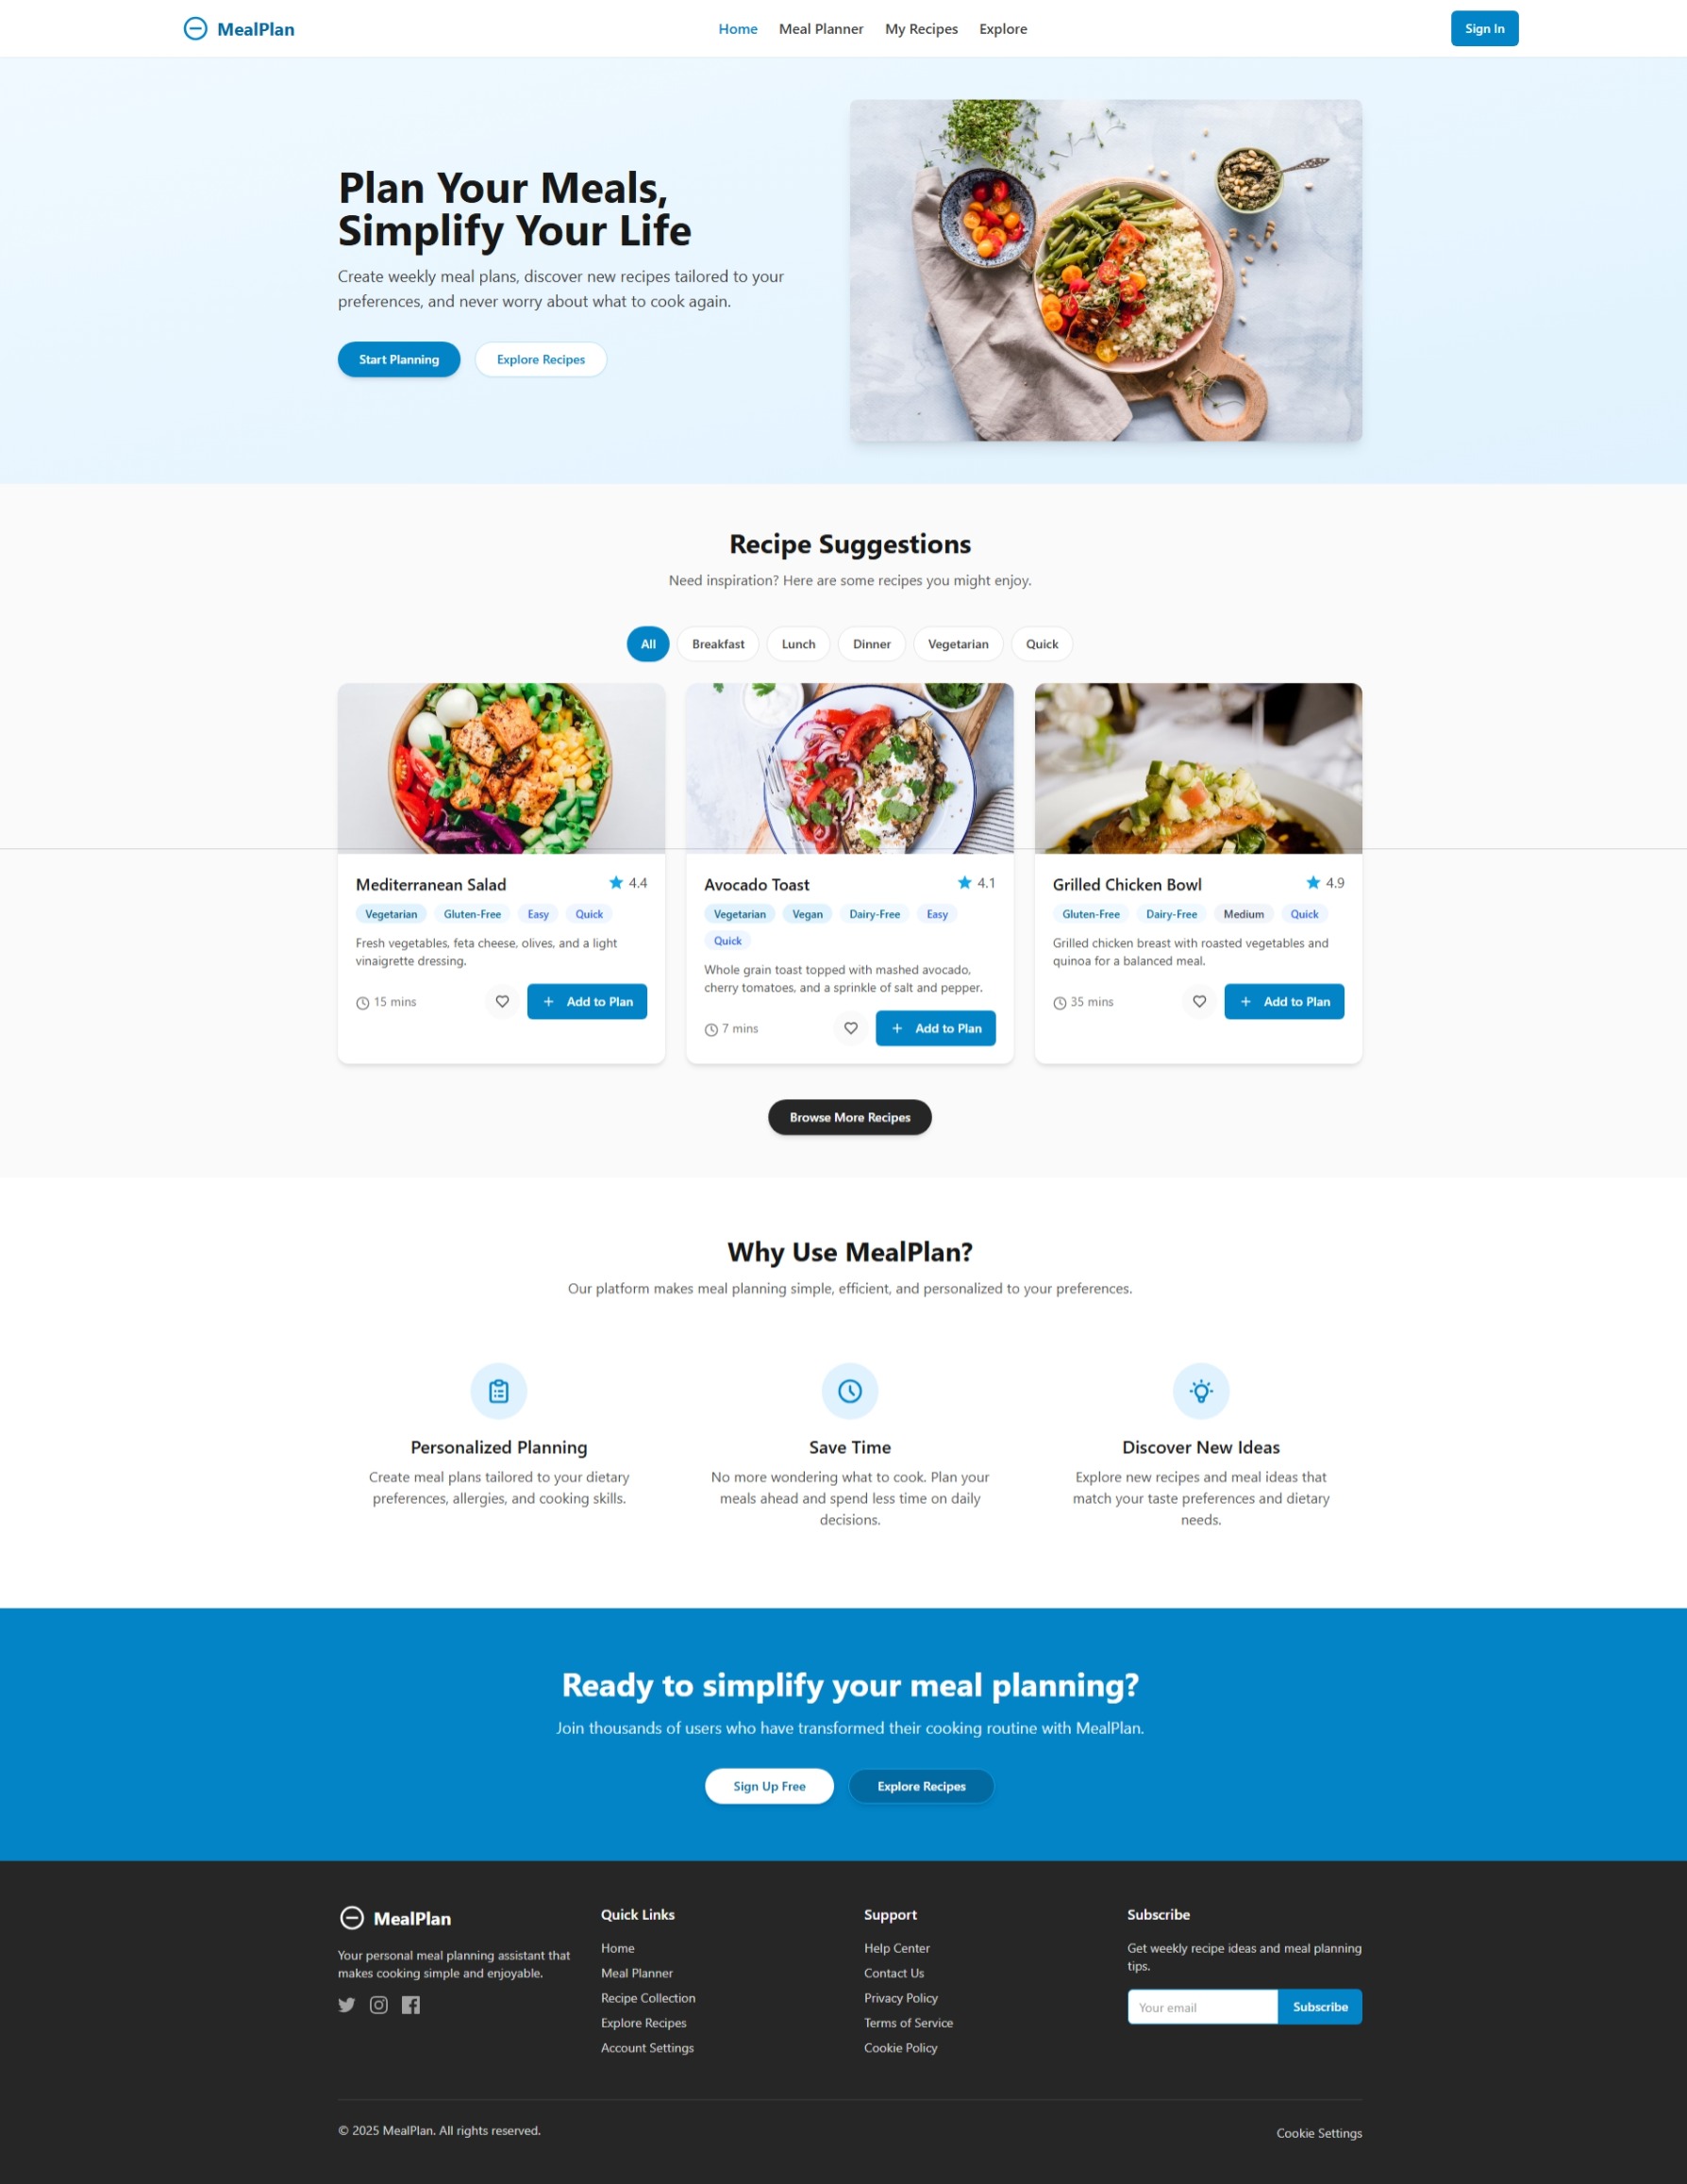 MealPlan
Home
Meal Planner
My Recipes
Explore
Sign In
Plan Your Meals,
Simplify Your Life
Create weekly meal plans, discover new recipes tailored to your
preferences, and never worry about what to cook again.
Start Planning
Explore Recipes
Recipe Suggestions
Need inspiration? Here are some recipes you might enjoy.
All
Breakfast
Lunch
Dinner
Vegetarian
Quick
Mediterranean Salad
4.4
Vegetarian
Gluten-Free
Easy
Quick
Fresh vegetables, feta cheese, olives, and a light
vinaigrette dressing.
15 mins
+ Add to Plan
Avocado Toast
4.1
Vegetarian
Vegan
Dairy-Free
Easy
Quick
Whole grain toast topped with mashed avocado,
cherry tomatoes, and a sprinkle of salt and pepper.
7 mins
+ Add to Plan
Grilled Chicken Bowl
4.9
Gluten-Free
Dairy-Free
Medium
Quick
Grilled chicken breast with roasted vegetables and
quinoa for a balanced meal.
35 mins
+ Add to Plan
Browse More Recipes
Why Use MealPlan?
Our platform makes meal planning simple, efficient, and personalized to your preferences.
Personalized Planning
Create meal plans tailored to your dietary
preferences, allergies, and cooking skills.
Save Time
No more wondering what to cook. Plan your
meals ahead and spend less time on daily
decisions.
Discover New Ideas
Explore new recipes and meal ideas that
match your taste preferences and dietary
needs.
Ready to simplify your meal planning?
Join thousands of users who have transformed their cooking routine with MealPlan.
Sign Up Free
Explore Recipes
MealPlan
Your personal meal planning assistant that
makes cooking simple and enjoyable.
Quick Links
Home
Meal Planner
Recipe Collection
Explore Recipes
Account Settings
Support
Help Center
Contact Us
Privacy Policy
Terms of Service
Cookie Policy
Subscribe
Get weekly recipe ideas and meal planning
tips.
Your email
Subscribe
© 2025 MealPlan. All rights reserved.
Cookie Settings